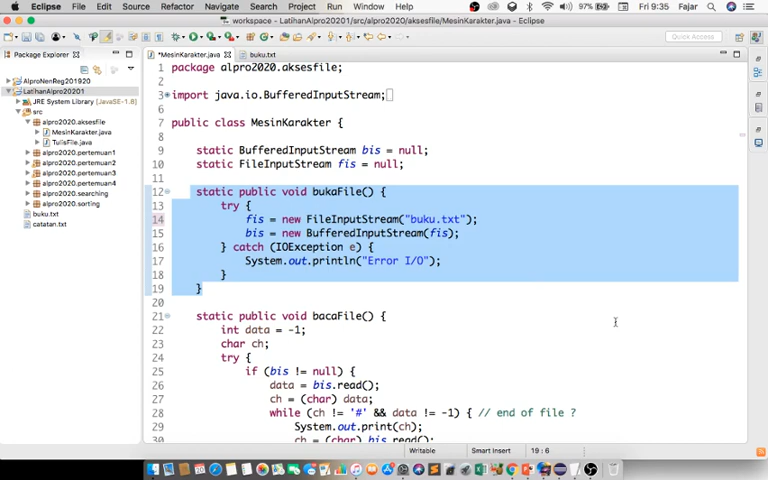 Eclipse File Edit Source Refactor Navigate Search Project Run Window Help 97% Fri 9:35 Fajar
workspace - LatihanAlpro20201/src/alpro2020/aksesfile/MesinKarakter.java - Eclipse
Quick Access
Package Explorer
*MesinKarakter.java
buku.txt
AlproNenReg201920
LatihanAlpro20201
JRE System Library [JavaSE-1.8]
src
alpro2020.aksesfile
MesinKarakter.java
TulisFile.java
alpro2020.pertemuan1
alpro2020.pertemuan2
alpro2020.pertemuan3
alpro2020.pertemuan4
alpro2020.searching
alpro2020.sorting
buku.txt
catatan.txt
1 package alpro2020.aksesfile;
2
3 import java.io.BufferedInputStream;
6
7 public class MesinKarakter {
8
9 static BufferedInputStream bis = null;
10 static FileInputStream fis = null;
11
12 static public void bukaFile() {
13 try {
14 fis = new FileInputStream("buku.txt");
15 bis = new BufferedInputStream(fis);
16 } catch (IOException e) {
17 System.out.println("Error I/O");
18 }
19 }
20
21 static public void bacaFile() {
22 int data = -1;
23 char ch;
24 try {
25 if (bis != null) {
26 data = bis.read();
27 ch = (char) data;
28 while (ch != '#' && data != -1) { // end of file ?
29 System.out.print(ch);
30 ch = (char) bis.read();
Writable Smart Insert 19 : 6